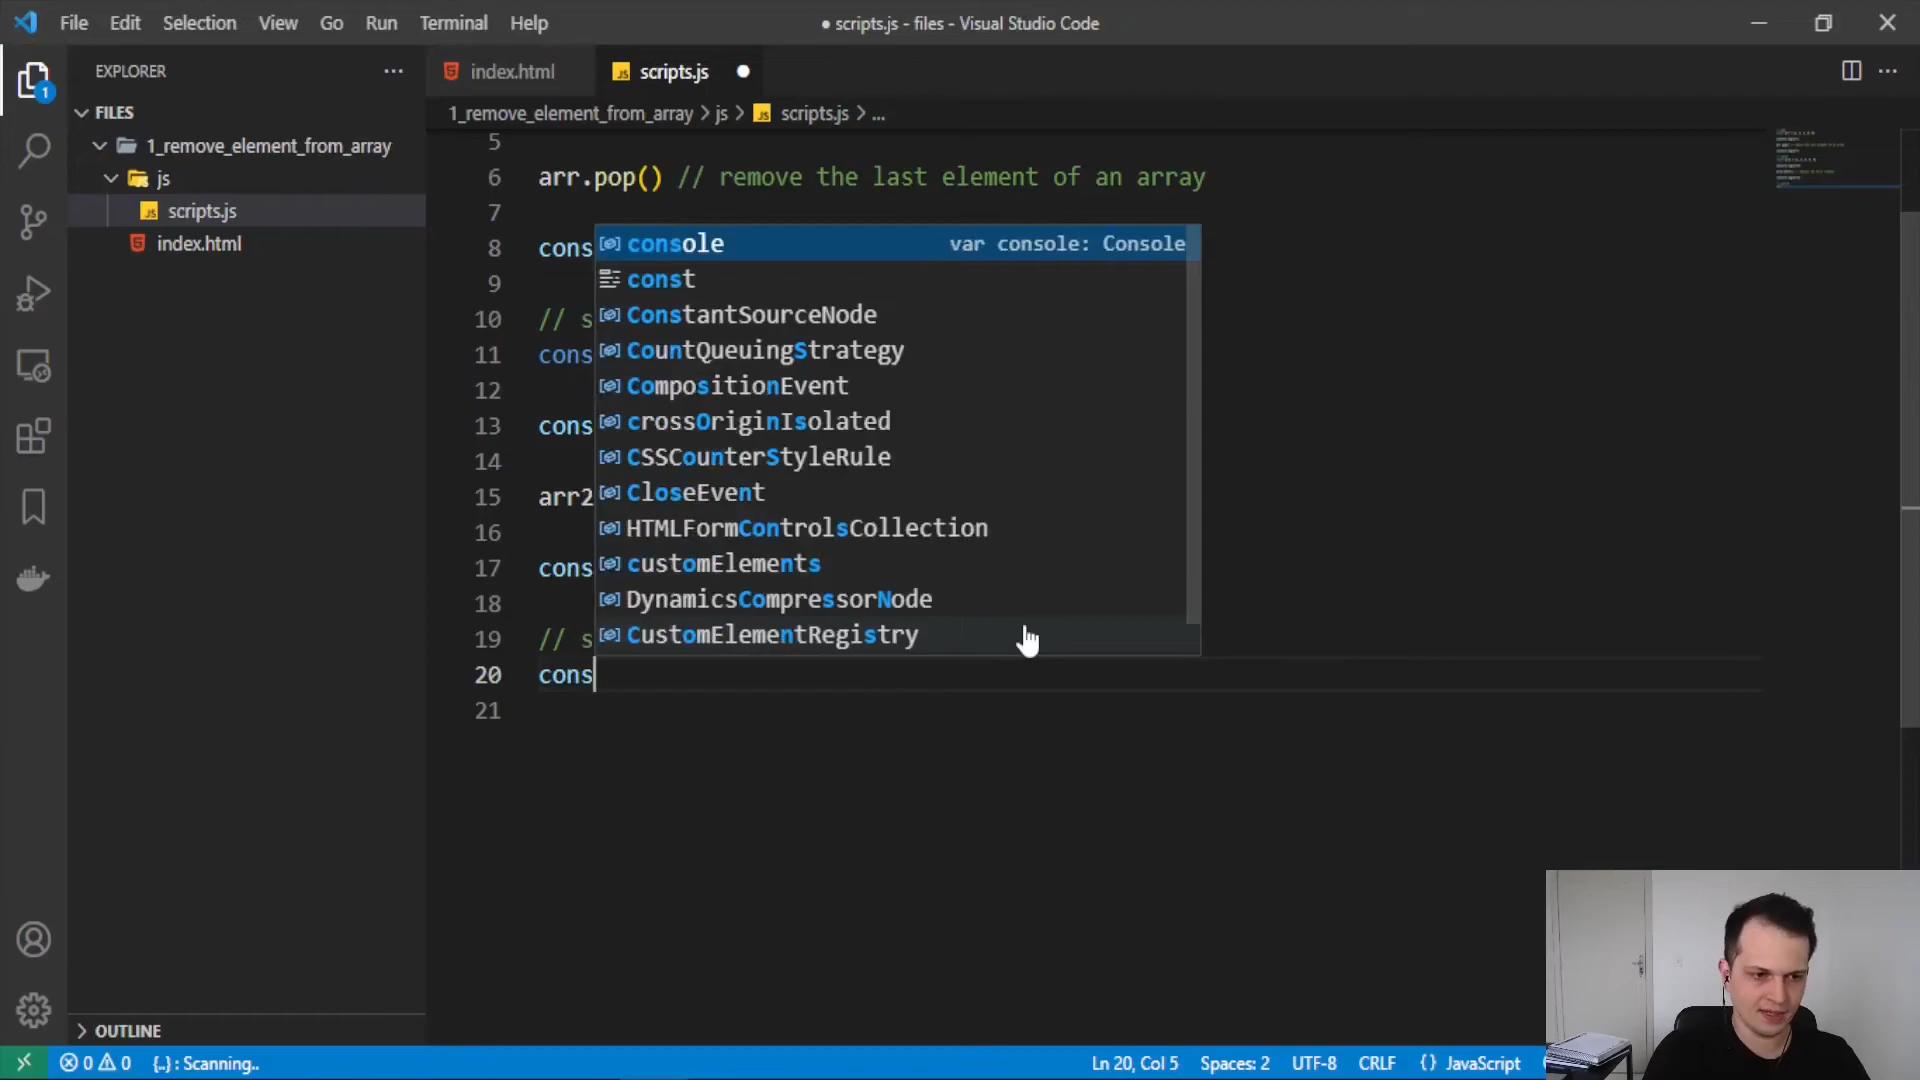 File Edit Selection View Go Run Terminal Help
● scripts.js - files - Visual Studio Code
EXPLORER
index.html
scripts.js
FILES
1_remove_element_from_array > js > scripts.js > ...
1_remove_element_from_array
js
scripts.js
index.html
5
6 arr.pop() // remove the last element of an array
7
8 cons
9
10 // s
11 cons
12
13 cons
14
15 arr2
16
17 cons
18
19 // s
20 cons
21
console var console: Console
const
ConstantSourceNode
CountQueuingStrategy
CompositionEvent
crossOriginIsolated
CSSCounterStyleRule
CloseEvent
HTMLFormControlsCollection
customElements
DynamicsCompressorNode
CustomElementRegistry
1
OUTLINE
0 0 {..} : Scanning..
Ln 20, Col 5 Spaces: 2 UTF-8 CRLF {} JavaScript